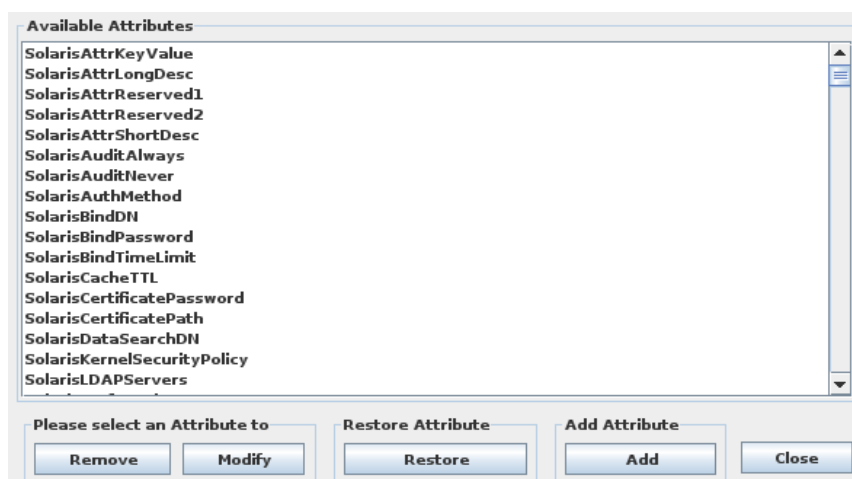 Available Attributes
SolarisAttrKeyValue
SolarisAttrLongDesc
SolarisAttrReserved1
SolarisAttrReserved2
SolarisAttrShortDesc
SolarisAuditAlways
SolarisAuditNever
SolarisAuthMethod
SolarisBindDN
SolarisBindPassword
SolarisBindTimeLimit
SolarisCacheTTL
SolarisCertificatePassword
SolarisCertificatePath
SolarisDataSearchDN
SolarisKernelSecurityPolicy
SolarisLDAPServers
Please select an Attribute to Restore Attribute Add Attribute
Remove Modify Restore Add Close